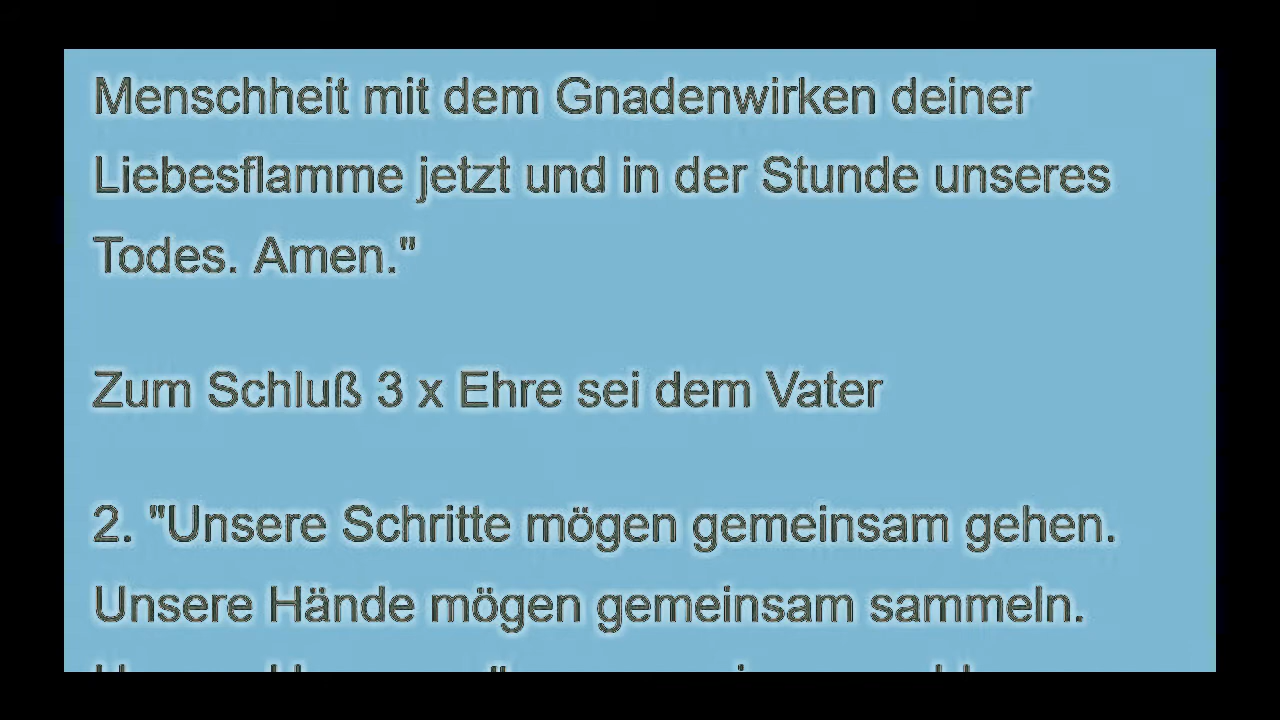 Menschheit mit dem Gnadenwirken deiner
Liebesflamme jetzt und in der Stunde unseres
Todes. Amen."
Zum Schluß 3 x Ehre sei dem Vater
2. "Unsere Schritte mögen gemeinsam gehen.
Unsere Hände mögen gemeinsam sammeln.